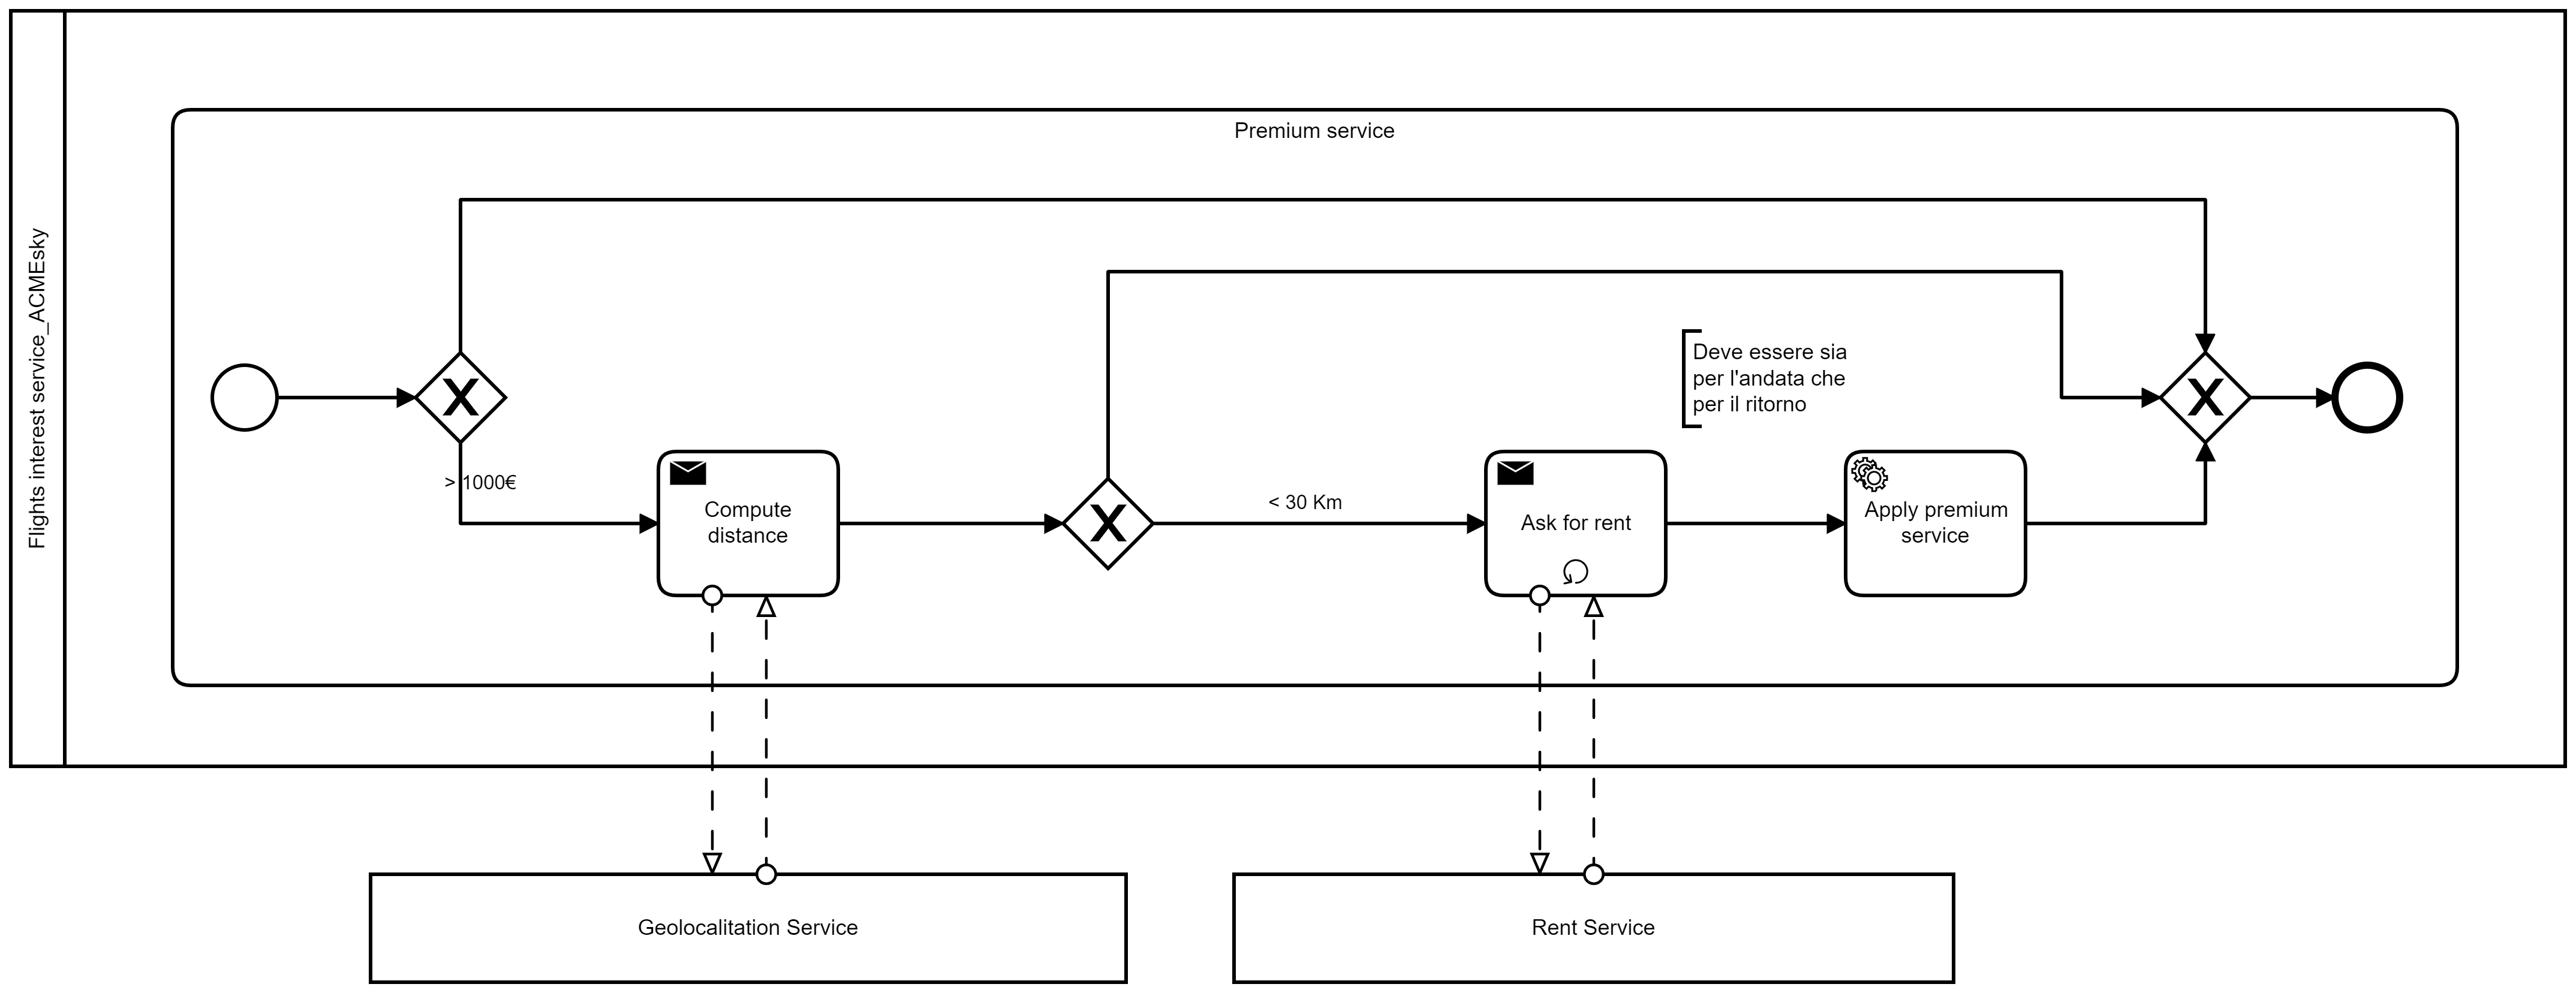 Flights interest service_ACMEsky
Premium service
> 1000€
Compute
distance
< 30 Km
Ask for rent
Deve essere sia
per l'andata che
per il ritorno
Apply premium
service
Geolocalitation Service
Rent Service